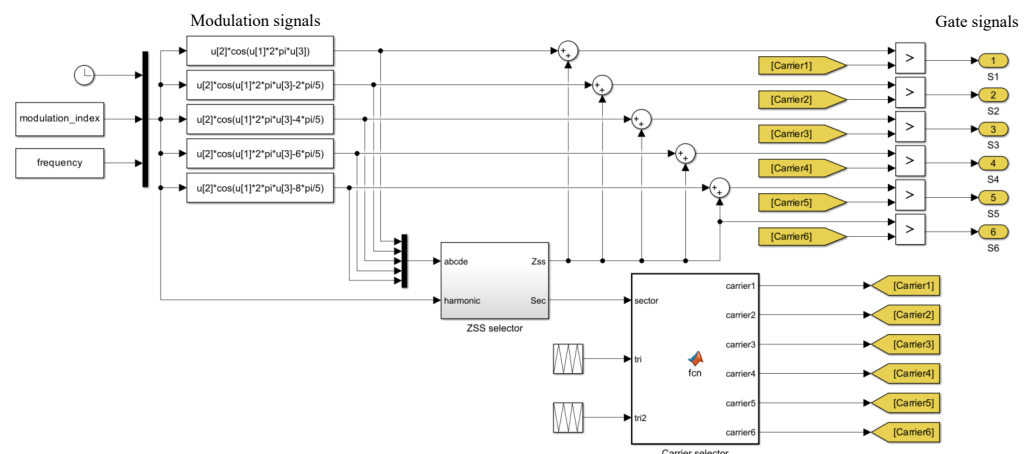 Modulation signals
Gate signals
u[2]*cos(u[1]*2*pi*u[3])
u[2]*cos(u[1]*2*pi*u[3]-2*pi/5)
u[2]*cos(u[1]*2*pi*u[3]-4*pi/5)
u[2]*cos(u[1]*2*pi*u[3]-6*pi/5)
u[2]*cos(u[1]*2*pi*u[3]-8*pi/5)
modulation_index
frequency
++
++
++
++
++
[Carrier1]
[Carrier2]
[Carrier3]
[Carrier4]
[Carrier5]
[Carrier6]
>
>
>
>
>
>
1
S1
2
S2
3
S3
4
S4
5
S5
6
S6
abcde
harmonic
Zss
Sec
ZSS selector
sector
tri
tri2
fcn
carrier1
carrier2
carrier3
carrier4
carrier5
carrier6
Carrier selector
[Carrier1]
[Carrier2]
[Carrier3]
[Carrier4]
[Carrier5]
[Carrier6]